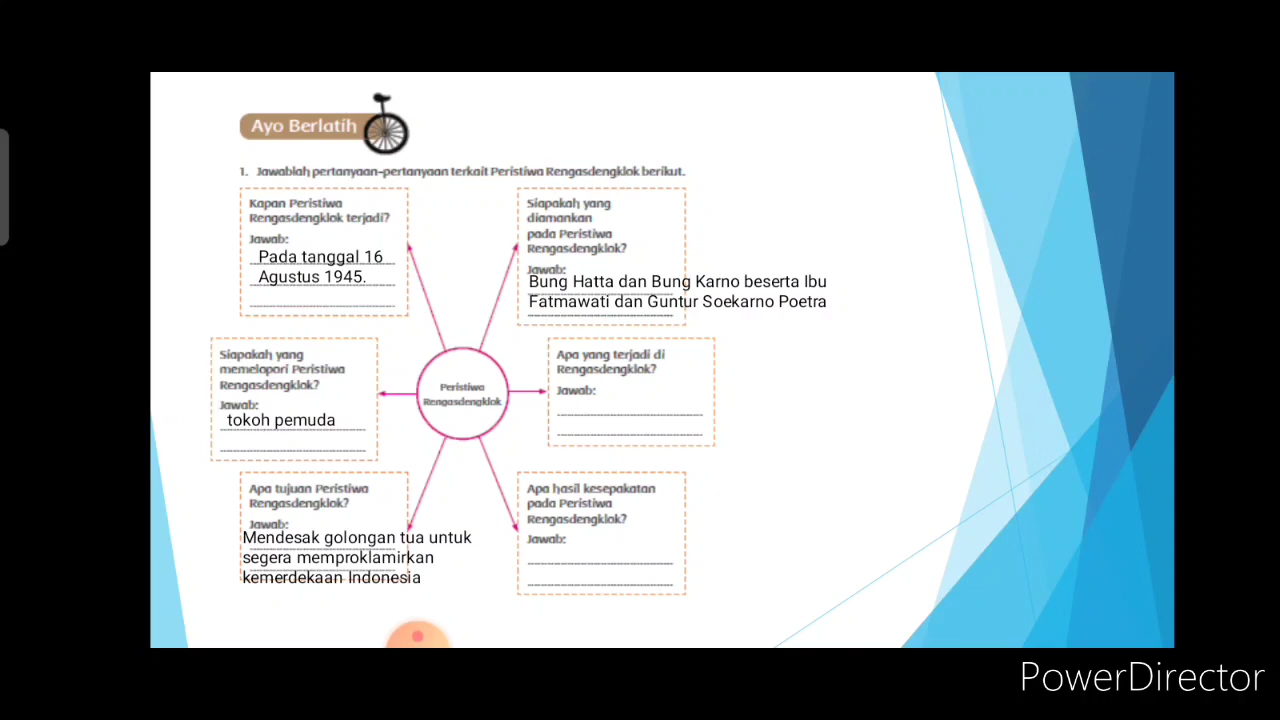 Ayo Berlatih
1. Jawablah pertanyaan-pertanyaan terkait Peristiwa Rengasdengklok berikut.
Kapan Peristiwa
Rengasdengklok terjadi?
Jawab:
Pada tanggal 16
Agustus 1945.
Siapakah yang
diamankan
pada Peristiwa
Rengasdengklok?
Jawab:
Bung Hatta dan Bung Karno beserta Ibu
Fatmawati dan Guntur Soekarno Poetra
Siapakah yang
memelopori Peristiwa
Rengasdengklok?
Jawab:
tokoh pemuda
Peristiwa
Rengasdengklok
Apa yang terjadi di
Rengasdengklok?
Jawab:
Apa tujuan Peristiwa
Rengasdengklok?
Jawab:
Mendesak golongan tua untuk
segera memproklamirkan
kemerdekaan Indonesia
Apa hasil kesepakatan
pada Peristiwa
Rengasdengklok?
Jawab:
PowerDirector